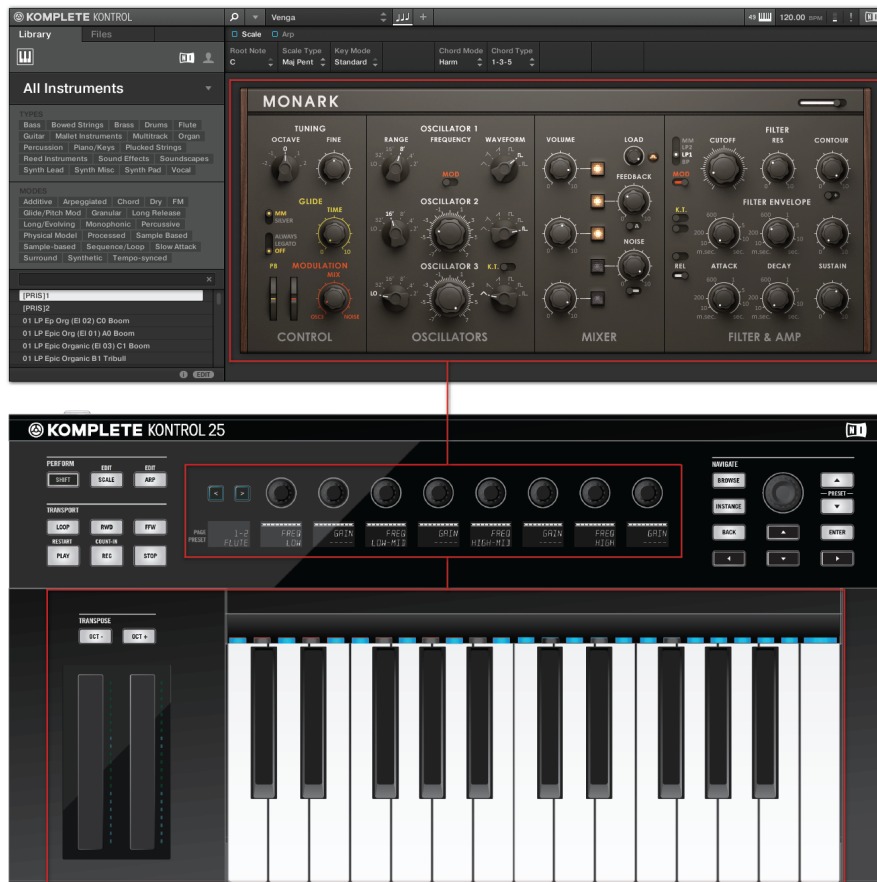 KOMPLETE KONTROL
Venga
49
120.00 BPM
Library Files
Scale Arp
Root Note Scale Type Key Mode Chord Mode Chord Type
C Maj Pent Standard Harm 1-3-5
All Instruments
TYPES
Bass Bowed Strings Brass Drums Flute
Guitar Mallet Instruments Multitrack Organ
Percussion Piano/Keys Plucked Strings
Reed Instruments Sound Effects Soundscapes
Synth Lead Synth Misc Synth Pad Vocal
MODES
Additive Arpeggiated Chord Dry FM
Glide/Pitch Mod Granular Long Release
Long/Evolving Monophonic Percussive
Physical Model Processed Sample Based
Sample-based Sequence/Loop Slow Attack
Surround Synthetic Tempo-synced
[PRIS]1
[PRIS]2
01 LP Ep Org (EI 02) C0 Boom
01 LP Epic Org (EI 01) A0 Boom
01 LP Epic Organic (EI 03) C1 Boom
01 LP Epic Organic B1 Tribull
EDIT
MONARK
TUNING
OCTAVE FINE
GLIDE
MM
SILVER
TIME
ALWAYS
LEGATO
OFF
PB MODULATION
MIX
OSC3 NOISE
CONTROL
OSCILLATOR 1
RANGE FREQUENCY WAVEFORM
MOD
OSCILLATOR 2
OSCILLATOR 3 K.T.
OSCILLATORS
VOLUME LOAD
FEEDBACK
NOISE
MIXER
FILTER
MM
LP2
LP1
BP
CUTOFF RES CONTOUR
MOD
FILTER ENVELOPE
K.T.
REL
ATTACK DECAY SUSTAIN
FILTER & AMP
KOMPLETE KONTROL 25
NI
PERFORM
EDIT EDIT
SHIFT SCALE ARP
TRANSPORT
LOOP RWD FFW
RESTART COUNT-IN
PLAY REC STOP
< >
PAGE 1-2 FREQ GAIN FREQ GAIN FREQ GAIN FREQ GAIN
PRESET FLUTE LOW ----- LOW-MID ----- HIGH-MID ----- HIGH -----
NAVIGATE
BROWSE
PRESET
INSTANCE
BACK ENTER
TRANSPOSE
OCT - OCT +